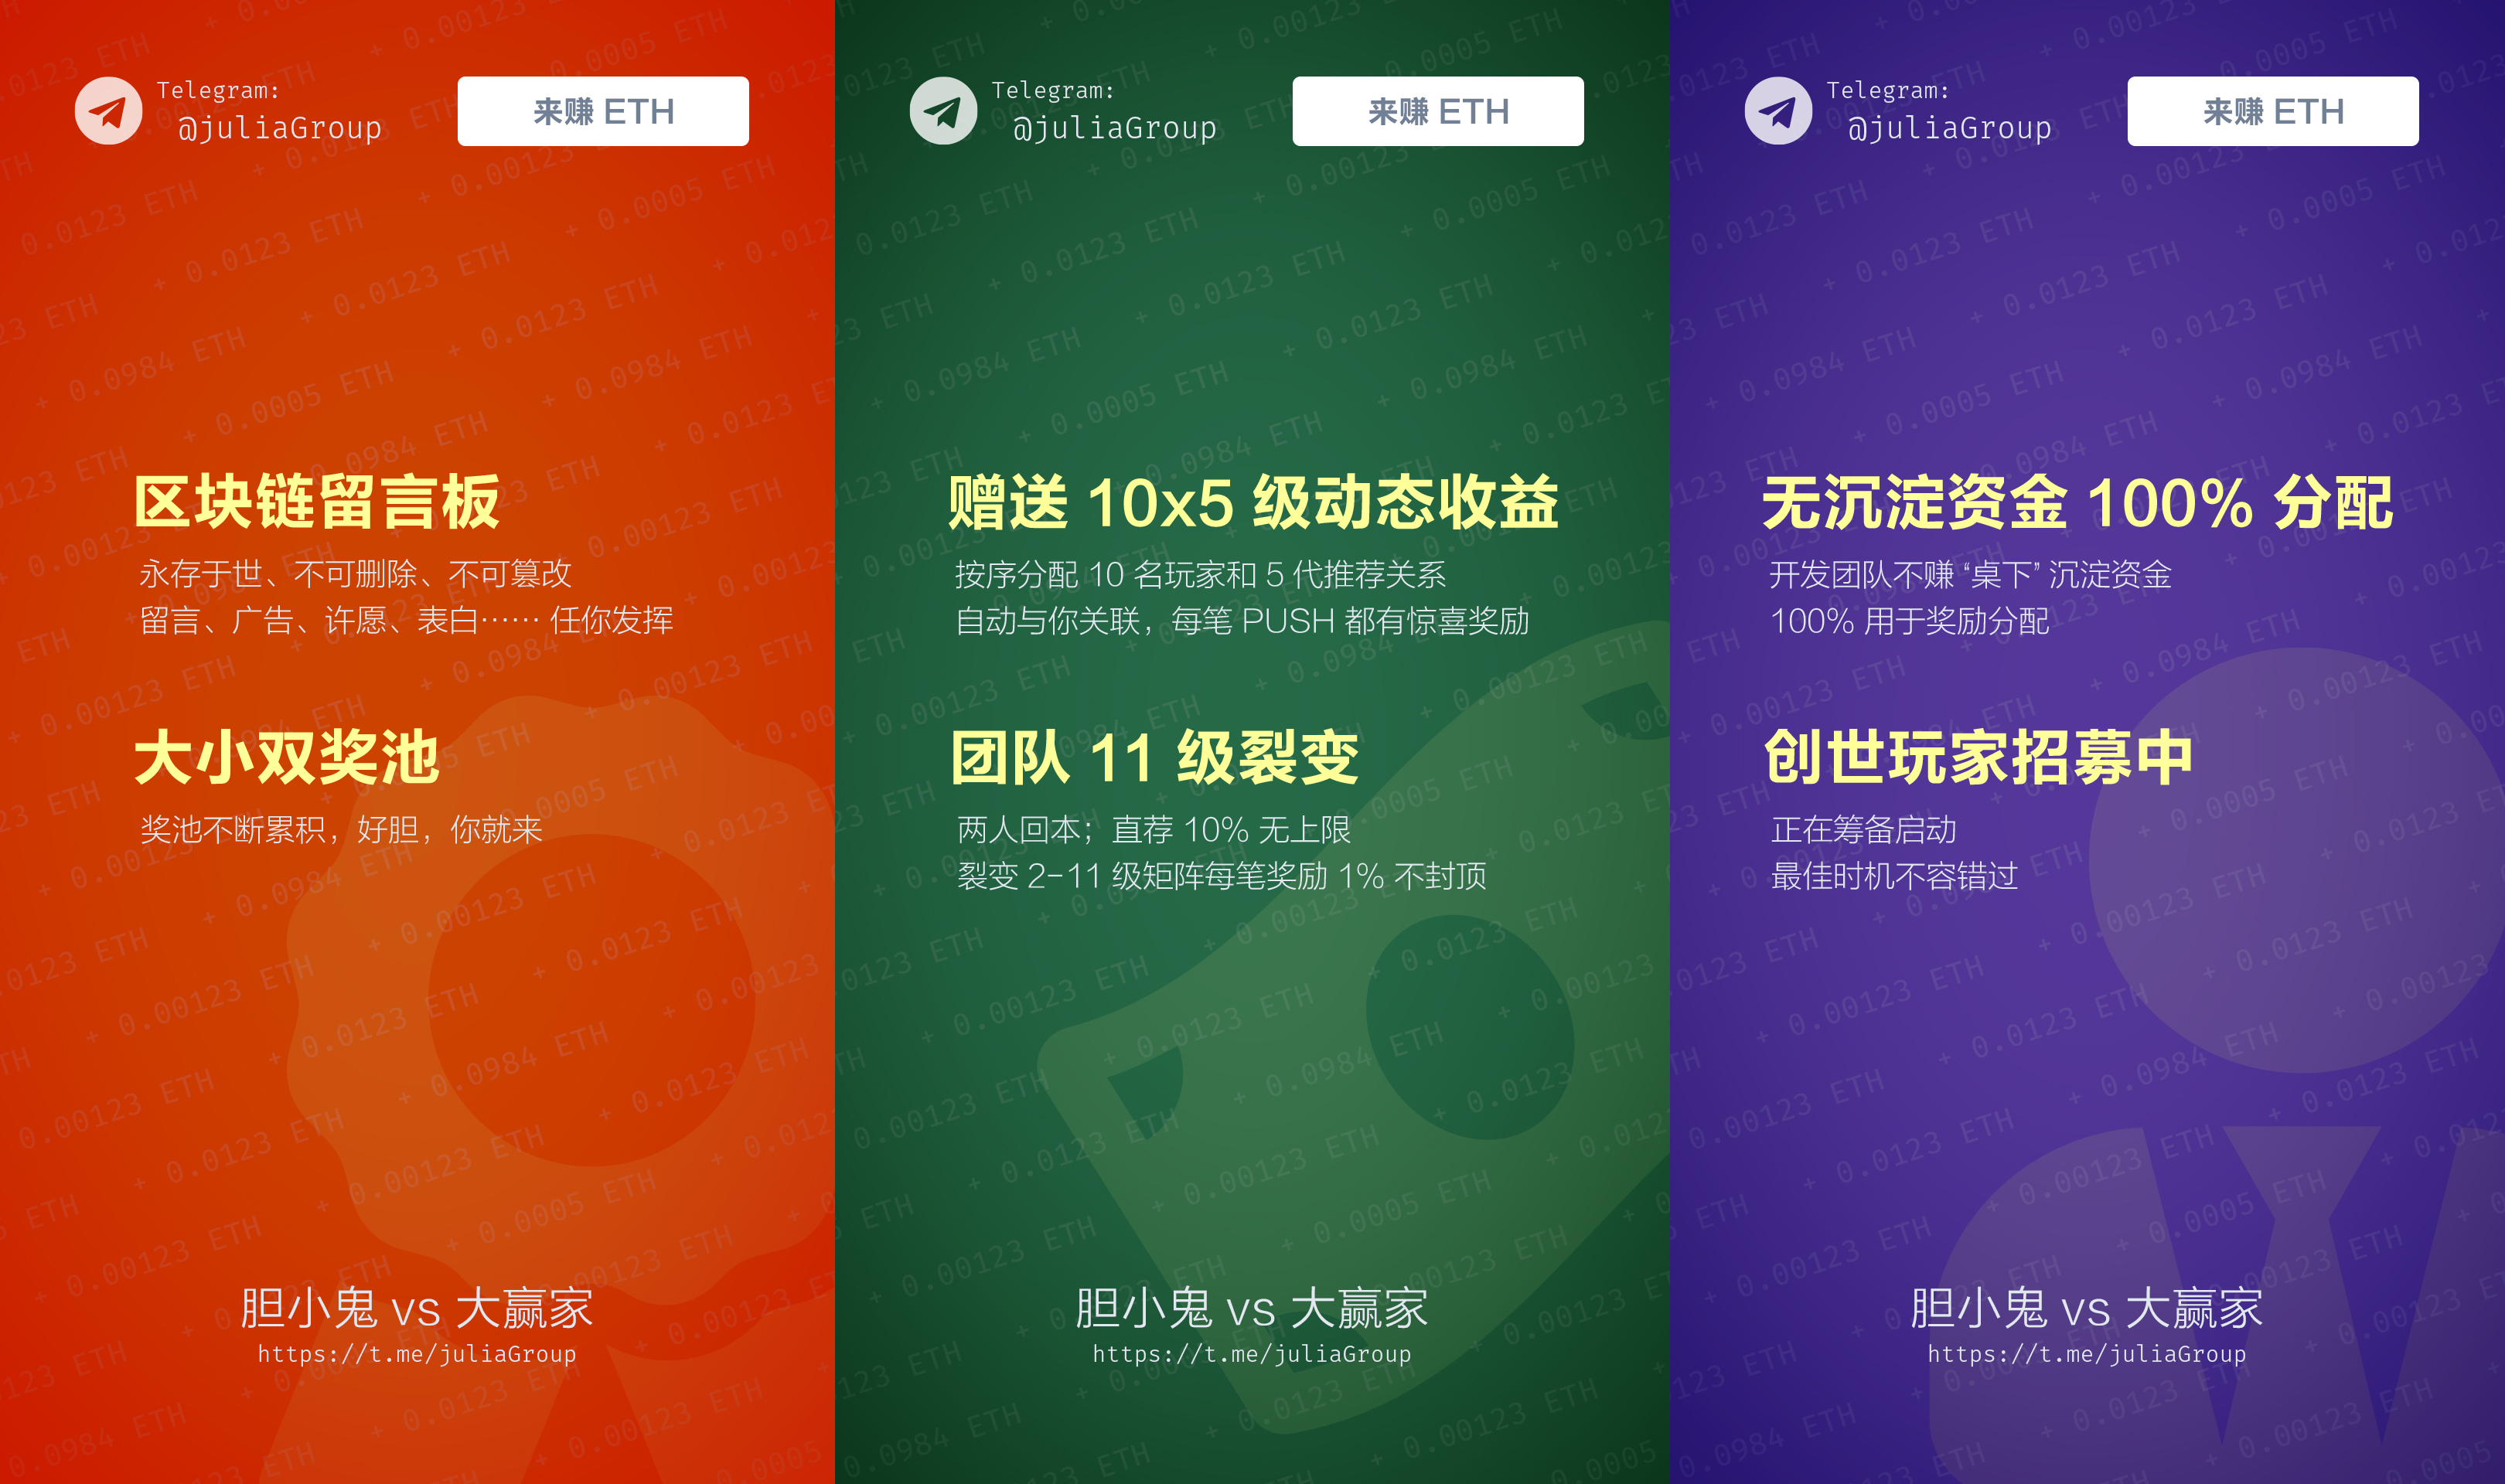 Telegram:
@juliaGroup
来赚 ETH
区块链留言板
永存于世、不可删除、不可篡改
留言、广告、许愿、表白…… 任你发挥
大小双奖池
奖池不断累积，好胆，你就来
胆小鬼 vs 大赢家
https://t.me/juliaGroup
Telegram:
@juliaGroup
来赚 ETH
赠送 10x5 级动态收益
按序分配 10 名玩家和 5 代推荐关系
自动与你关联，每笔 PUSH 都有惊喜奖励
团队 11 级裂变
两人回本；直荐 10% 无上限
裂变 2-11 级矩阵每笔奖励 1% 不封顶
胆小鬼 vs 大赢家
https://t.me/juliaGroup
Telegram:
@juliaGroup
来赚 ETH
无沉淀资金 100% 分配
开发团队不赚 “桌下” 沉淀资金
100% 用于奖励分配
创世玩家招募中
正在筹备启动
最佳时机不容错过
胆小鬼 vs 大赢家
https://t.me/juliaGroup